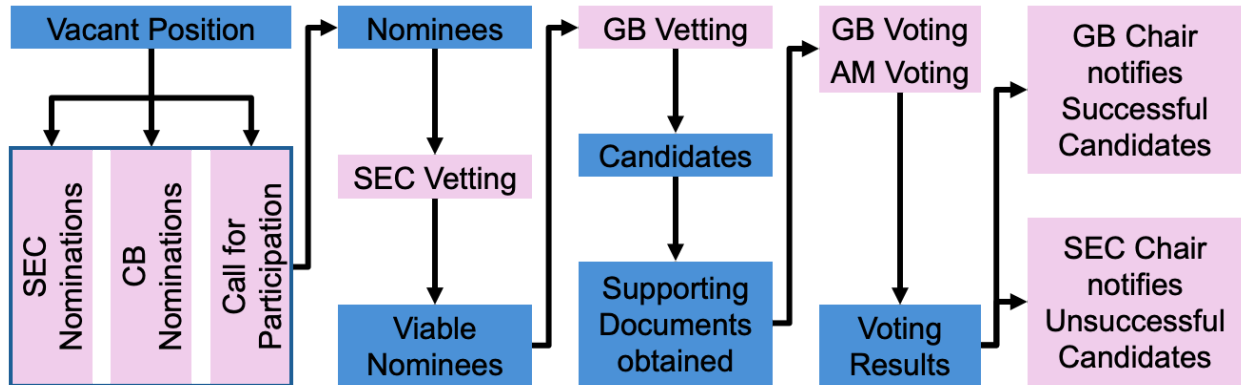 Vacant Position
SEC
Nominations
CB
Nominations
Call for
Participation
Nominees
SEC Vetting
Viable
Nominees
GB Vetting
Candidates
Supporting
Documents
obtained
GB Voting
AM Voting
Voting
Results
GB Chair
notifies
Successful
Candidates
SEC Chair
notifies
Unsuccessful
Candidates